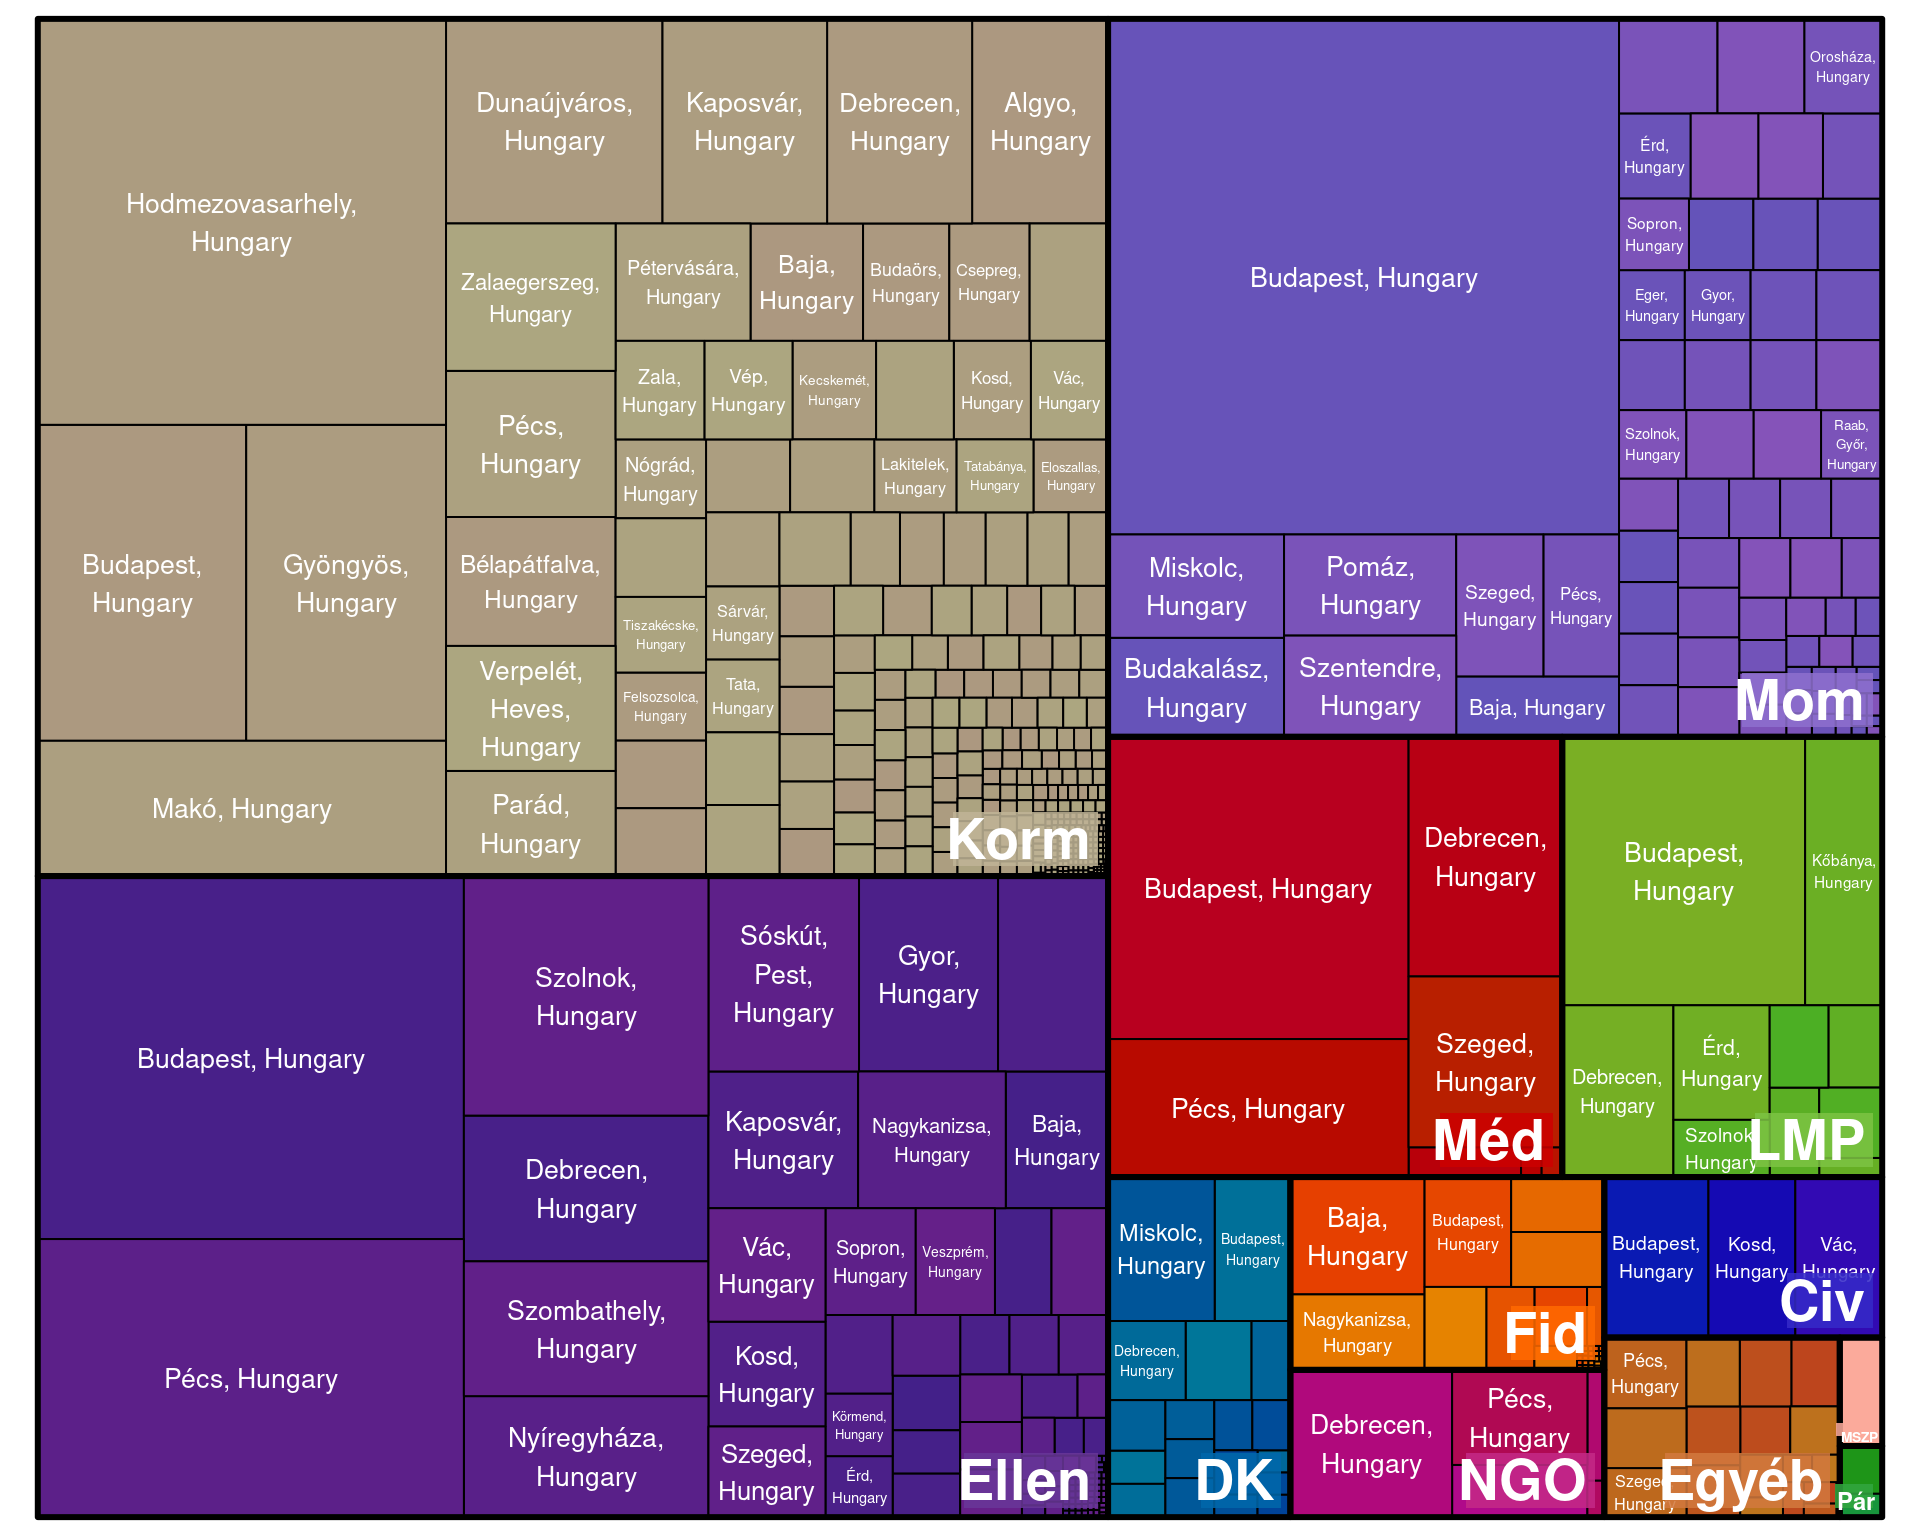 Hodmezovasarhely,
Hungary
Budapest,
Hungary
Gyöngyös,
Hungary
Makó, Hungary
Dunaújváros,
Hungary
Kaposvár,
Hungary
Debrecen,
Hungary
Algyo,
Hungary
Zalaegerszeg,
Hungary
Pétervására,
Hungary
Baja,
Hungary
Budaörs,
Hungary
Csepreg,
Hungary
Zala,
Hungary
Vép,
Hungary
Kecskemét,
Hungary
Kosd,
Hungary
Vác,
Hungary
Pécs,
Hungary
Nógrád,
Hungary
Lakitelek,
Hungary
Tatabánya,
Hungary
Eloszallas,
Hungary
Bélapátfalva,
Hungary
Tiszakécske,
Hungary
Sárvár,
Hungary
Verpelét,
Heves,
Hungary
Felsozsolca,
Hungary
Tata,
Hungary
Parád,
Hungary
Korm
Budapest, Hungary
Orosháza,
Hungary
Érd,
Hungary
Sopron,
Hungary
Eger,
Hungary
Gyor,
Hungary
Szolnok,
Hungary
Raab,
Győr,
Hungary
Miskolc,
Hungary
Pomáz,
Hungary
Szeged,
Hungary
Pécs,
Hungary
Budakalász,
Hungary
Szentendre,
Hungary
Baja, Hungary
Mom
Budapest, Hungary
Pécs, Hungary
Szolnok,
Hungary
Debrecen,
Hungary
Szombathely,
Hungary
Nyíregyháza,
Hungary
Sóskút,
Pest,
Hungary
Gyor,
Hungary
Kaposvár,
Hungary
Nagykanizsa,
Hungary
Baja,
Hungary
Vác,
Hungary
Sopron,
Hungary
Veszprém,
Hungary
Kosd,
Hungary
Körmend,
Hungary
Szeged,
Hungary
Érd,
Hungary
Ellen
Budapest, Hungary
Debrecen,
Hungary
Pécs, Hungary
Szeged,
Hungary
Méd
Budapest,
Hungary
Kőbánya,
Hungary
Debrecen,
Hungary
Érd,
Hungary
Szolnok,
Hungary
LMP
Miskolc,
Hungary
Budapest,
Hungary
Debrecen,
Hungary
DK
Baja,
Hungary
Budapest,
Hungary
Nagykanizsa,
Hungary
Fid
Debrecen,
Hungary
Pécs,
Hungary
NGO
Budapest,
Hungary
Kosd,
Hungary
Vác,
Hungary
Civ
Pécs,
Hungary
Szeged,
Hungary
Egyéb
MSZP
Pár